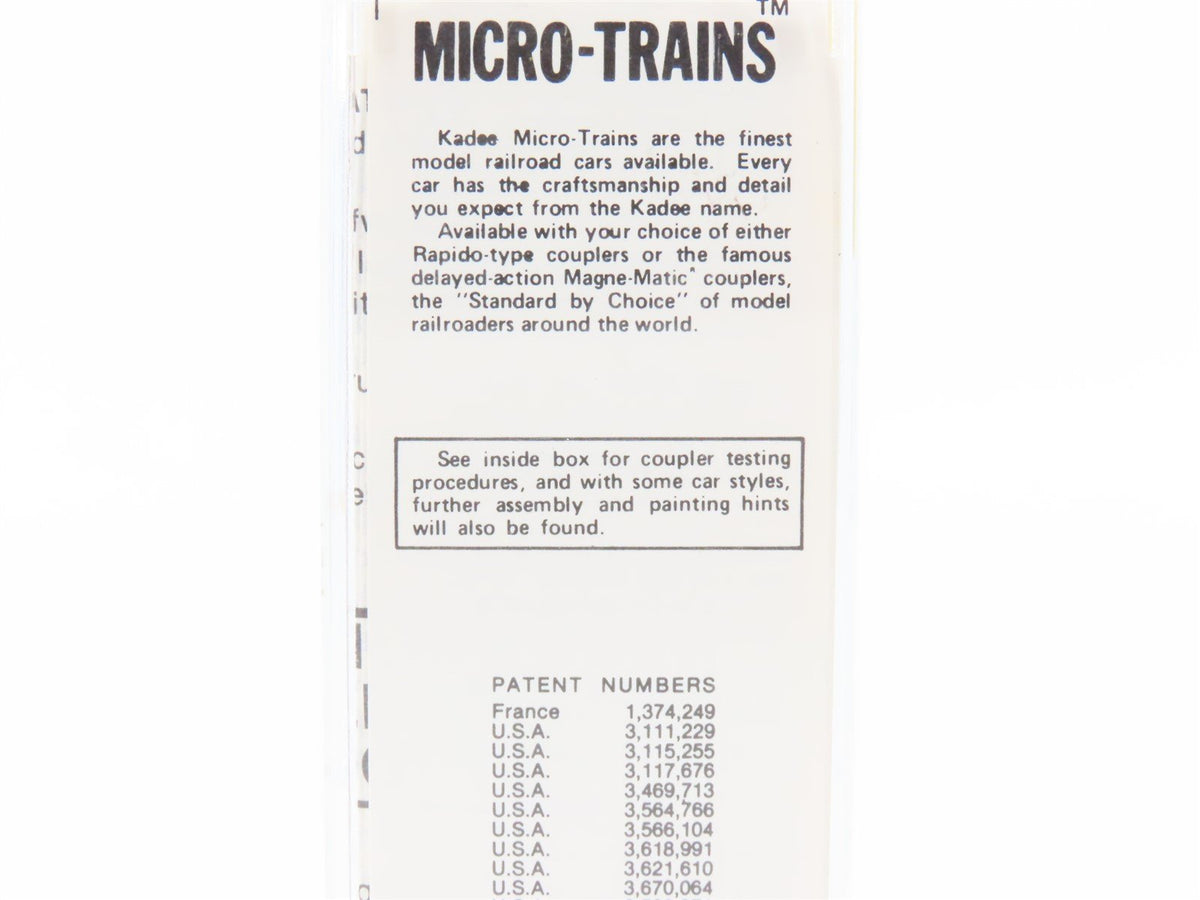 TM
MICRO-TRAINS
Kadee Micro-Trains are the finest
model railroad cars available. Every
car has the craftsmanship and detail
you expect from the Kadee name.
Available with your choice of either
Rapido-type couplers or the famous
delayed-action Magne-Matic® couplers,
the "Standard by Choice" of model
railroaders around the world.
See inside box for coupler testing
procedures, and with some car styles,
further assembly and painting hints
will also be found.
PATENT NUMBERS
France 1,374,249
U.S.A. 3,111,229
U.S.A. 3,115,255
U.S.A. 3,117,676
U.S.A. 3,469,713
U.S.A. 3,564,766
U.S.A. 3,566,104
U.S.A. 3,618,991
U.S.A. 3,621,610
U.S.A. 3,670,064